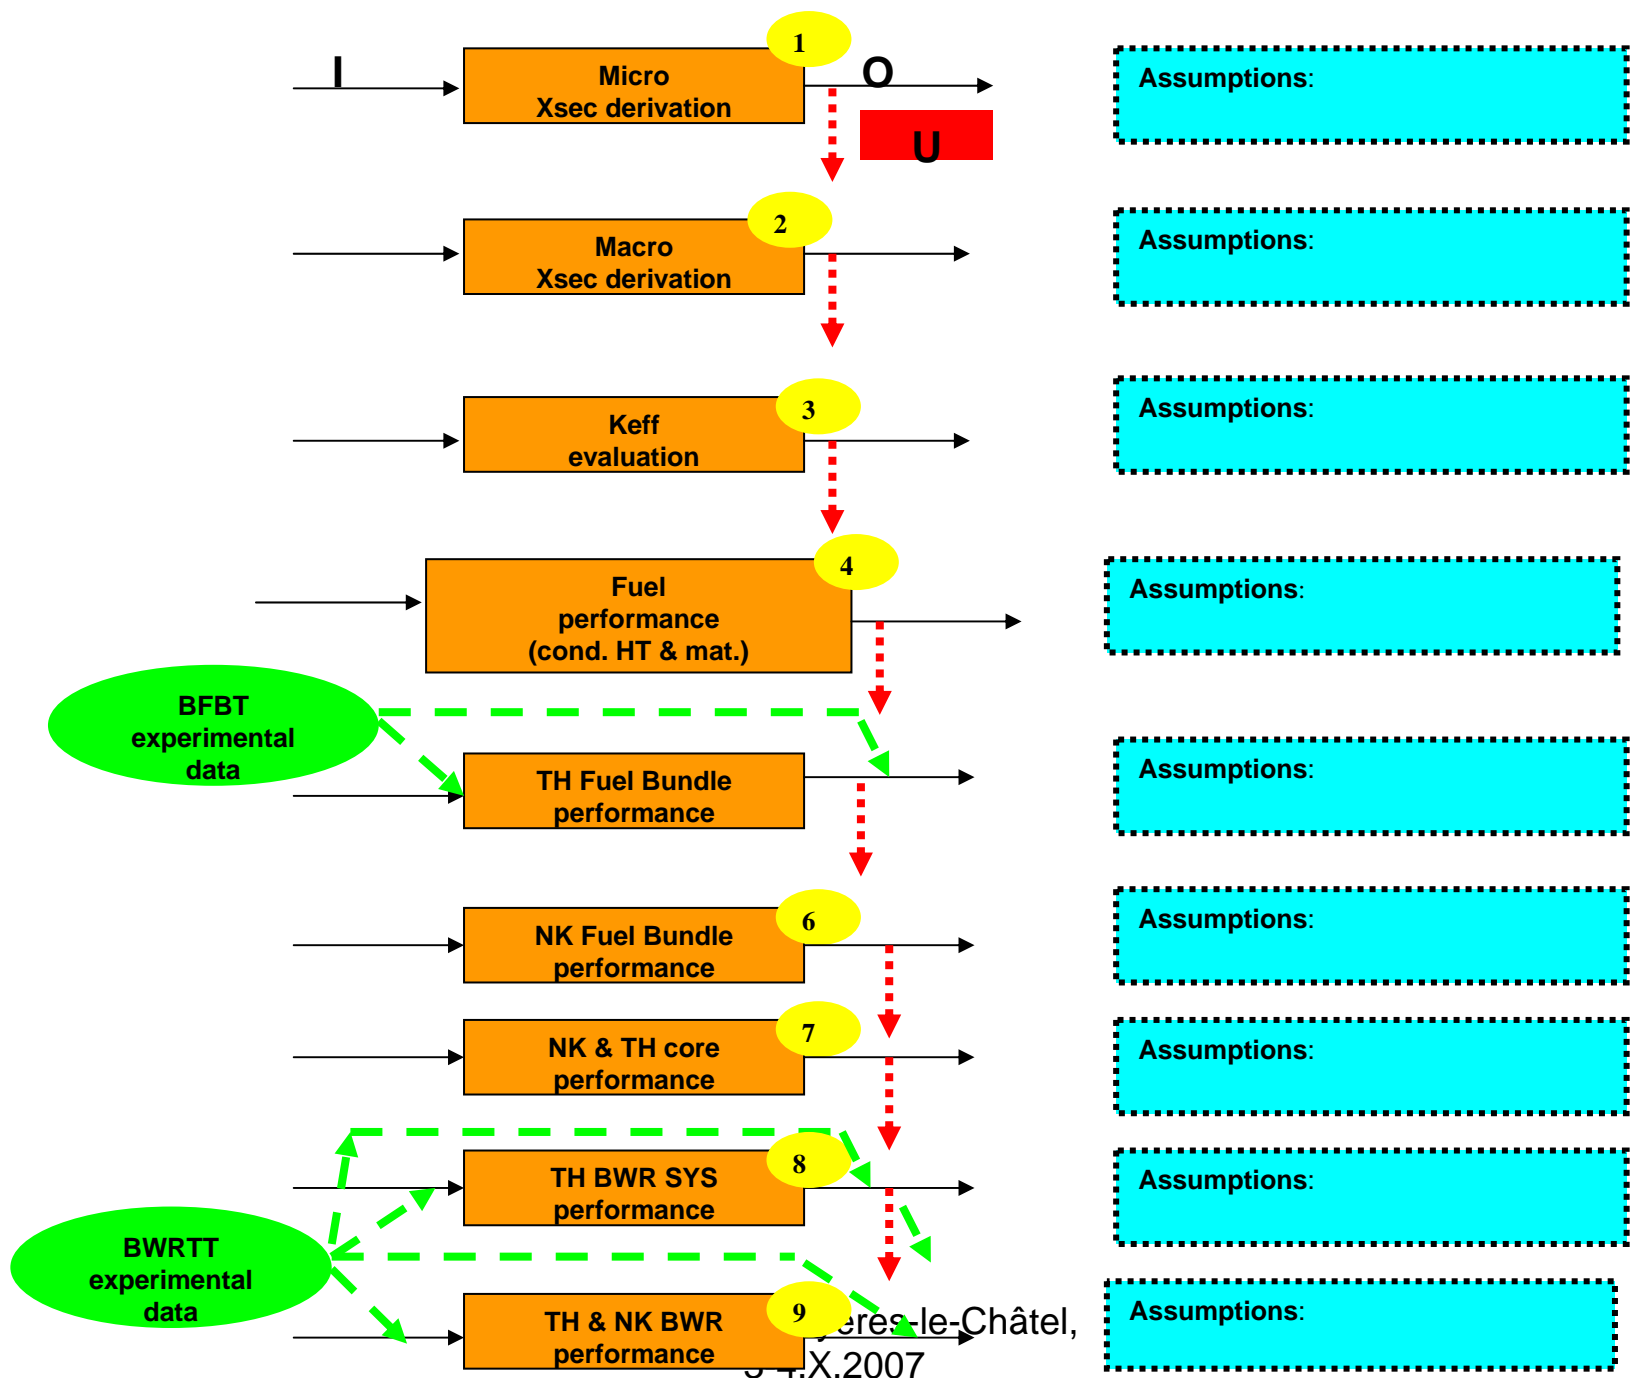 1
I
O
Micro
Xsec derivation
U
Assumptions:
2
Macro
Xsec derivation
Assumptions:
3
Keff
evaluation
Assumptions:
4
Fuel
performance
(cond. HT & mat.)
Assumptions:
BFBT
experimental
data
TH Fuel Bundle
performance
Assumptions:
6
NK Fuel Bundle
performance
Assumptions:
7
NK & TH core
performance
Assumptions:
8
TH BWR SYS
performance
Assumptions:
BWRTT
experimental
data
9
TH & NK BWR
performance
Assumptions:
yères-le-Châtel,
4.X.2007